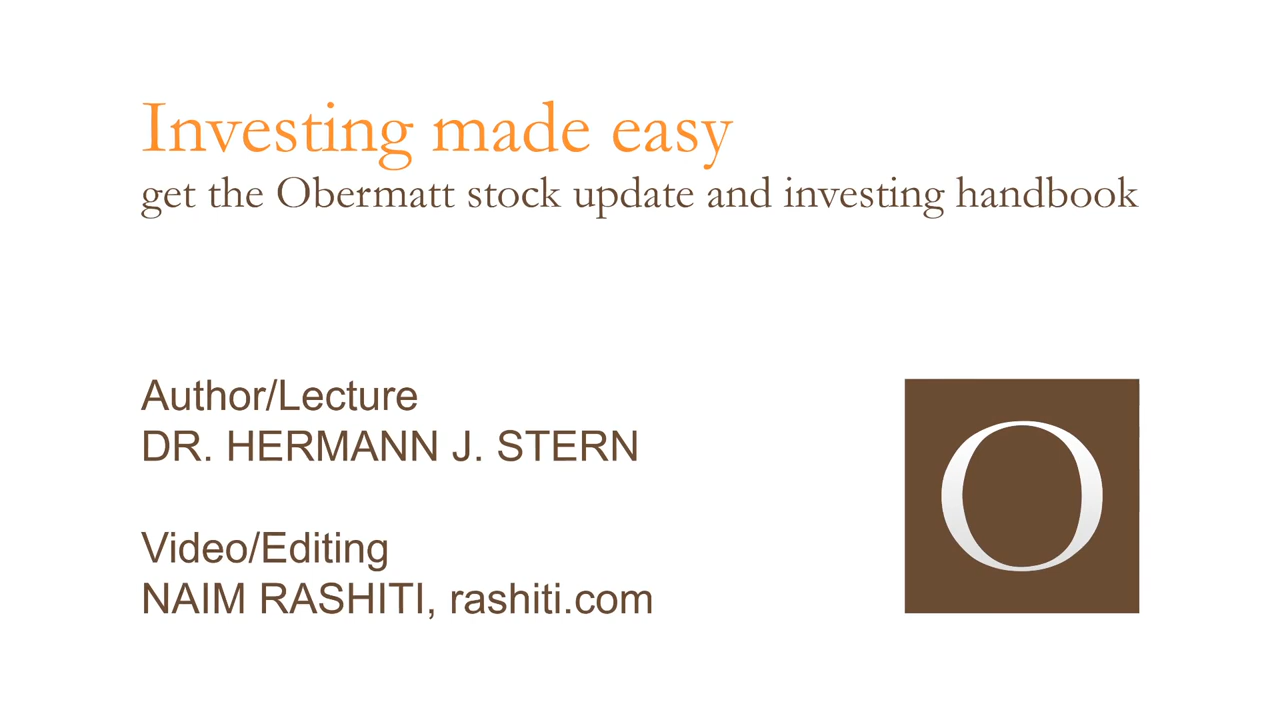 Investing made easy
get the Obermatt stock update and investing handbook
Author/Lecture
DR. HERMANN J. STERN
Video/Editing
NAIM RASHITI, rashiti.com
O